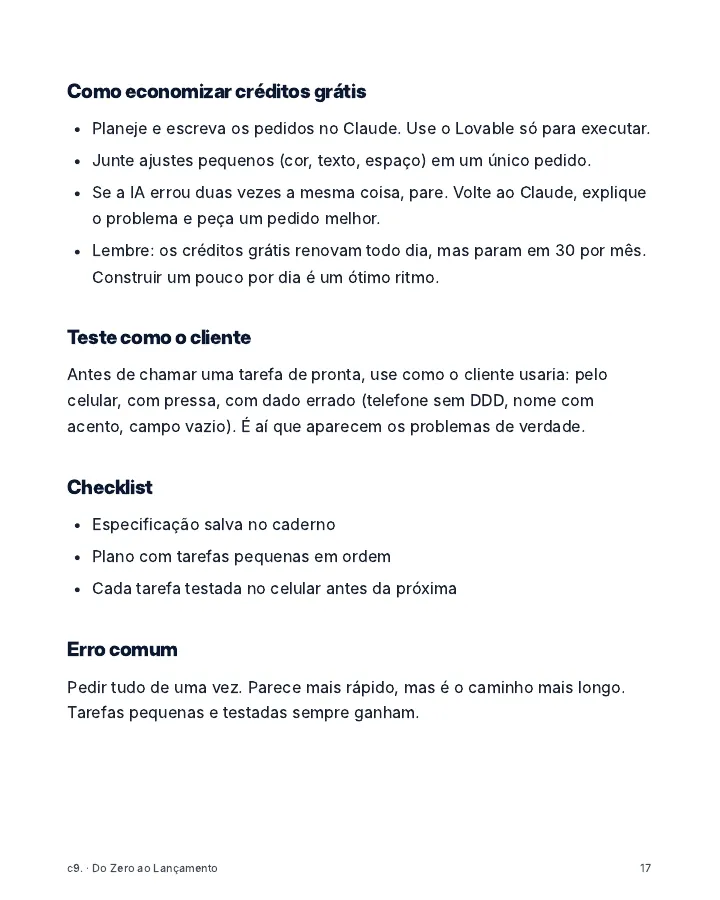 Como economizar créditos grátis
• Planeje e escreva os pedidos no Claude. Use o Lovable só para executar.
• Junte ajustes pequenos (cor, texto, espaço) em um único pedido.
• Se a IA errou duas vezes a mesma coisa, pare. Volte ao Claude, explique
o problema e peça um pedido melhor.
• Lembre: os créditos grátis renovam todo dia, mas param em 30 por mês.
Construir um pouco por dia é um ótimo ritmo.
Teste como o cliente
Antes de chamar uma tarefa de pronta, use como o cliente usaria: pelo
celular, com pressa, com dado errado (telefone sem DDD, nome com
acento, campo vazio). É aí que aparecem os problemas de verdade.
Checklist
• Especificação salva no caderno
• Plano com tarefas pequenas em ordem
• Cada tarefa testada no celular antes da próxima
Erro comum
Pedir tudo de uma vez. Parece mais rápido, mas é o caminho mais longo.
Tarefas pequenas e testadas sempre ganham.
c9. · Do Zero ao Lançamento 17